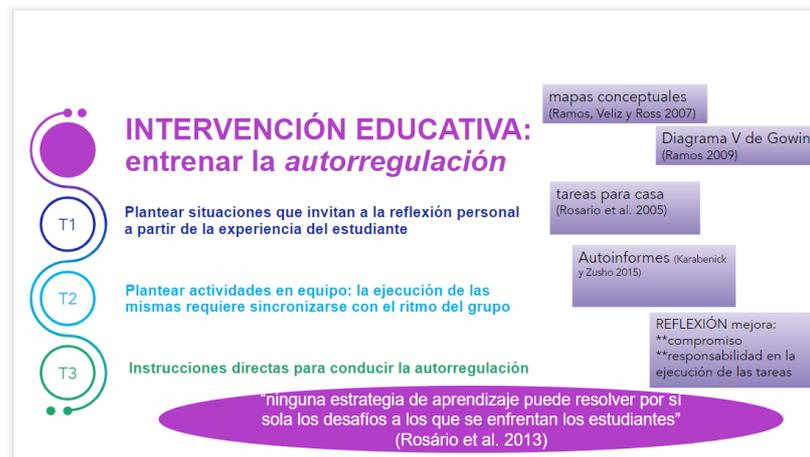 INTERVENCIÓN EDUCATIVA:
entrenar la autorregulación
T1
Plantear situaciones que invitan a la reflexión personal
a partir de la experiencia del estudiante
T2
Plantear actividades en equipo: la ejecución de las
mismas requiere sincronizarse con el ritmo del grupo
T3
Instrucciones directas para conducir la autorregulación
mapas conceptuales
(Ramos, Veliz y Ross 2007)
Diagrama V de Gowin
(Ramos 2009)
tareas para casa
(Rosario et al. 2005)
Autoinformes (Karabenick
y Zusho 2015)
REFLEXIÓN mejora:
**compromiso
**responsabilidad en la
ejecución de las tareas
"ninguna estrategia de aprendizaje puede resolver por sí
sola los desafíos a los que se enfrentan los estudiantes”
(Rosário et al. 2013)